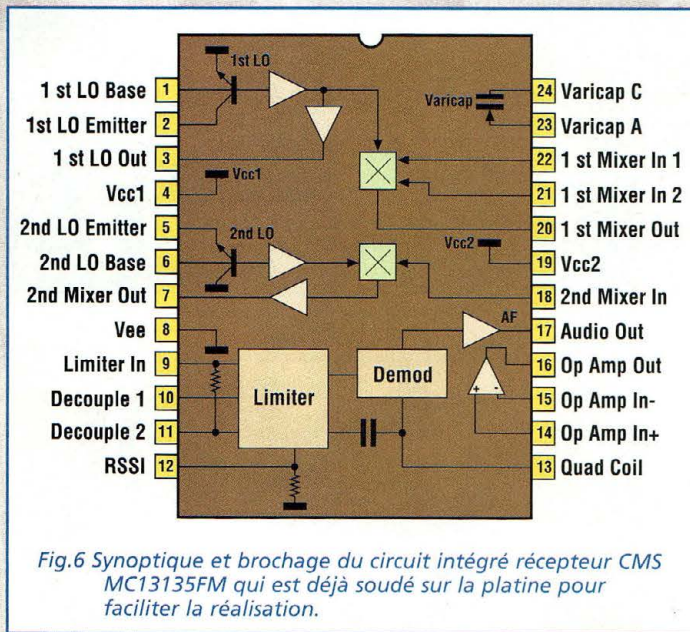 1 st LO Base 1
1st LO Emitter 2
1st LO Out 3
Vcc1 4
2nd LO Emitter 5
2nd LO Base 6
2nd Mixer Out 7
Vee 8
Limiter In 9
Decouple 1 10
Decouple 2 11
RSSI 12
1st LO
Vcc1
2nd LO
Varicap
Vcc2
AF
Limiter
Demod
+ -
24 Varicap C
23 Varicap A
22 1 st Mixer In 1
21 1 st Mixer In 2
20 1 st Mixer Out
19 Vcc2
18 2nd Mixer In
17 Audio Out
16 Op Amp Out
15 Op Amp In-
14 Op Amp In+
13 Quad Coil
Fig.6 Synoptique et brochage du circuit intégré récepteur CMS
MC13135FM qui est déjà soudé sur la platine pour
faciliter la réalisation.